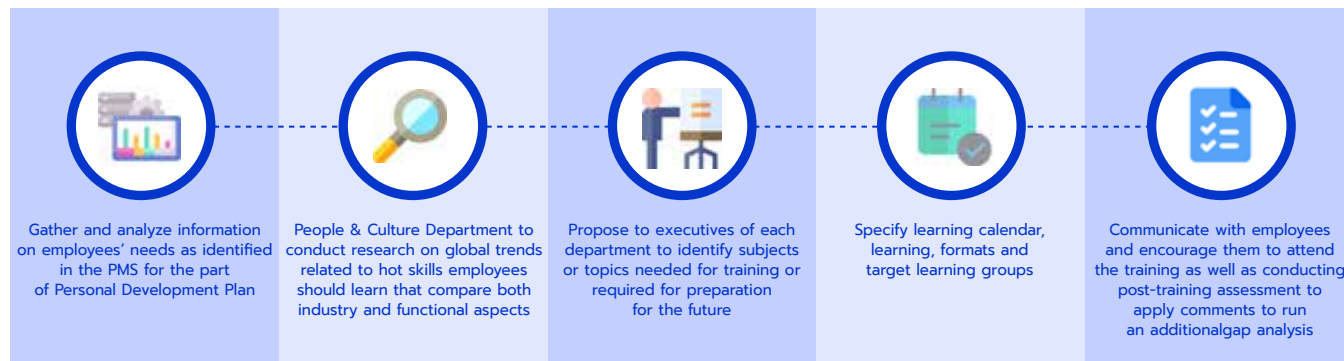 Gather and analyze information
on employees' needs as identified
in the PMS for the part
of Personal Development Plan
People & Culture Department to
conduct research on global trends
related to hot skills employees
should learn that compare both
industry and functional aspects
Propose to executives of each
department to identify subjects
or topics needed for training or
required for preparation
for the future
Specify learning calendar,
learning, formats and
target learning groups
Communicate with employees
and encourage them to attend
the training as well as conducting
post-training assessment to
apply comments to run
an additionalgap analysis